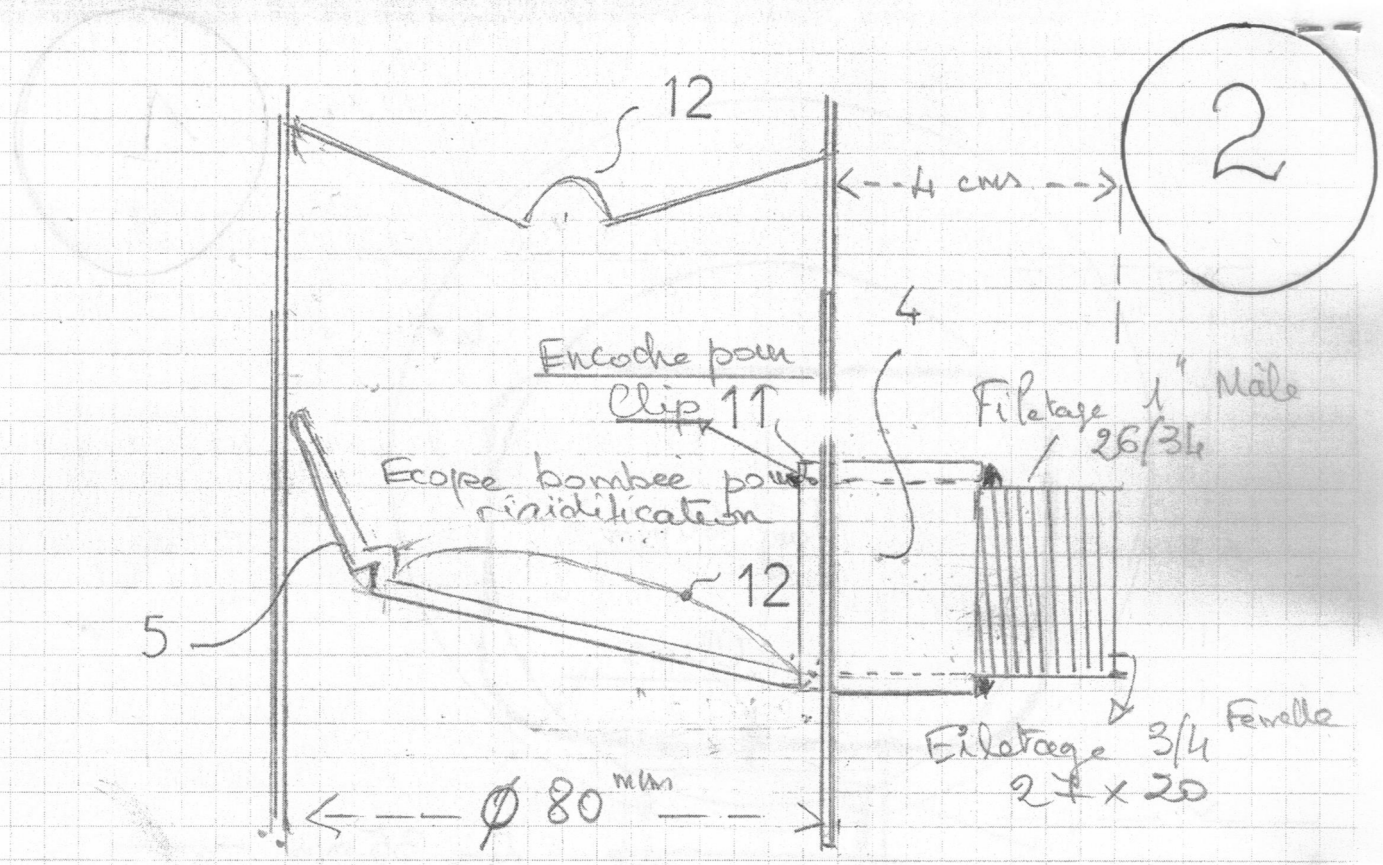 2
12
4 cms
4
Encoche pour
Clip 11
Filetage 1" Mâle
26/34
Ecope bombée pour
rigidification
12
5
Filetage 3/4 Femelle
27 x 20
Ø 80 mm